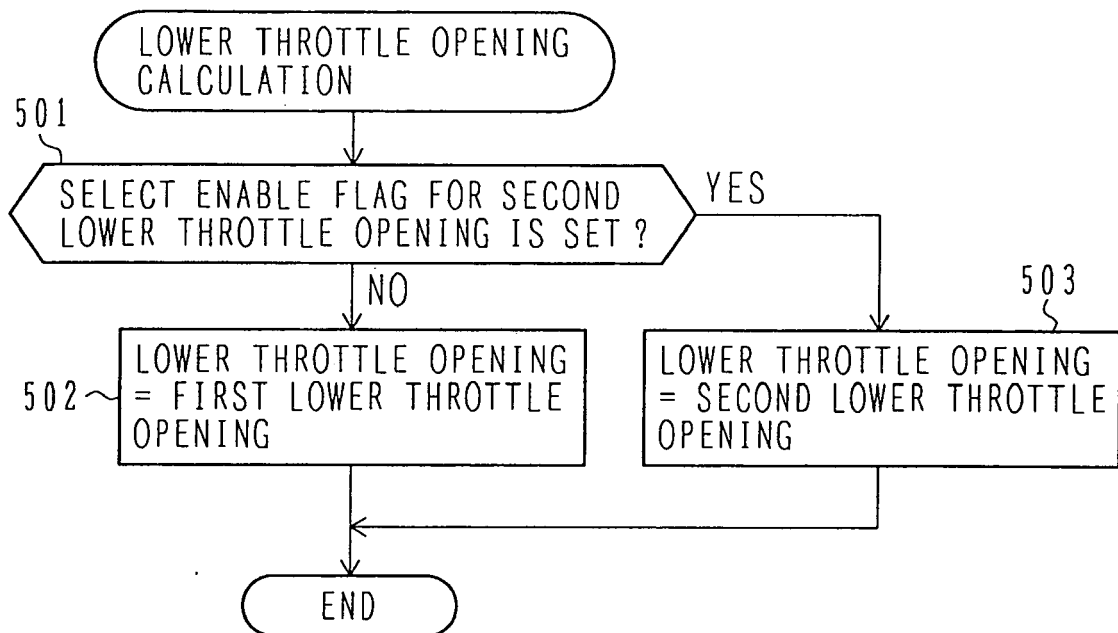 LOWER THROTTLE OPENING
CALCULATION
501
SELECT ENABLE FLAG FOR SECOND
LOWER THROTTLE OPENING IS SET ?
YES
NO
503
502
LOWER THROTTLE OPENING
= FIRST LOWER THROTTLE
OPENING
LOWER THROTTLE OPENING
= SECOND LOWER THROTTLE
OPENING
END